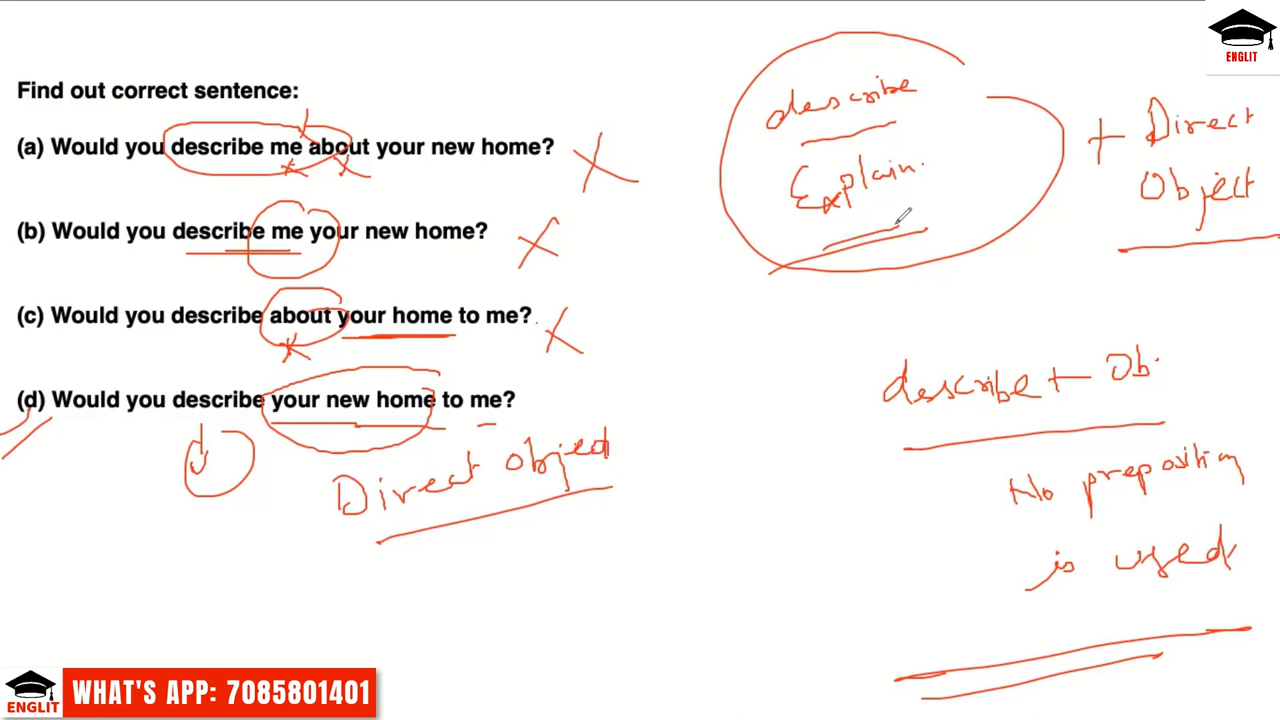 ENGLIT
Find out correct sentence:
(a) Would you describe me about your new home?
(b) Would you describe me your new home?
(c) Would you describe about your home to me?
(d) Would you describe your new home to me?
d
Direct object
describe
Explain.
+ Direct
Object
describe + Ob.
No preposition
is used
ENGLIT
WHAT'S APP: 7085801401